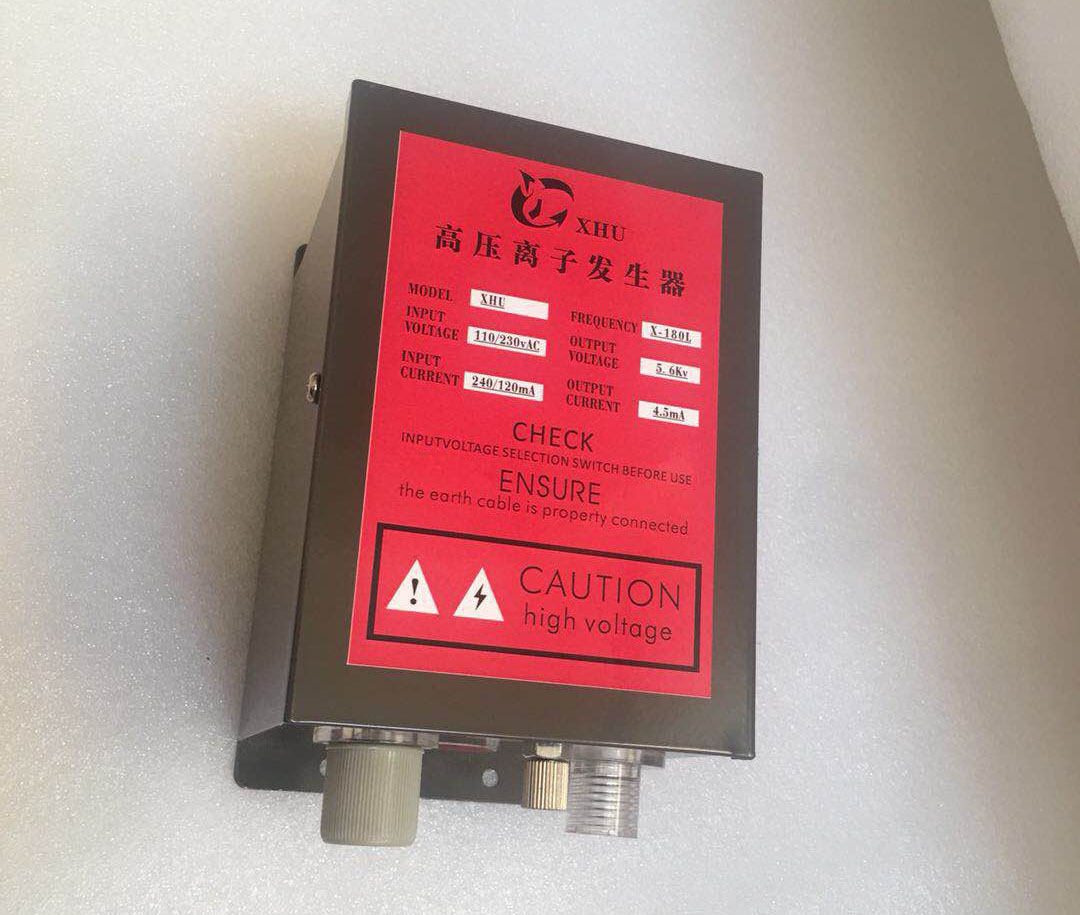 XHU
高压离子发生器
MODEL XHU
FREQUENCY X-180L
INPUT VOLTAGE 110/230vAC
OUTPUT VOLTAGE 5.6Kv
INPUT CURRENT 240/120mA
OUTPUT CURRENT 4.5mA
CHECK
INPUTVOLTAGE SELECTION SWITCH BEFORE USE
ENSURE
the earth cable is property connected
CAUTION
high voltage